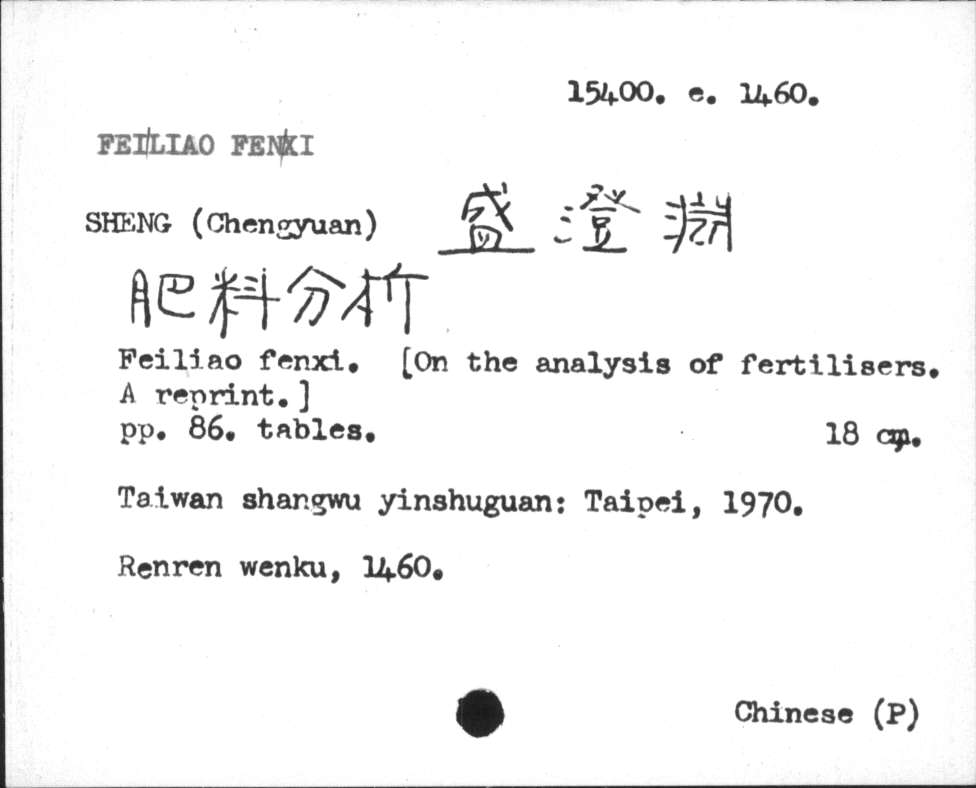 15400. e. 1460.
FEILIAO FENXI
SHENG (Chengyuan) 盛澄淵
肥料分析
Feiliao fenxi. [On the analysis of fertilisers.
A reprint.]
pp. 86. tables. 18 cm.
Taiwan shangwu yinshuguan: Taipei, 1970.
Renren wenku, 1460.
Chinese (P)